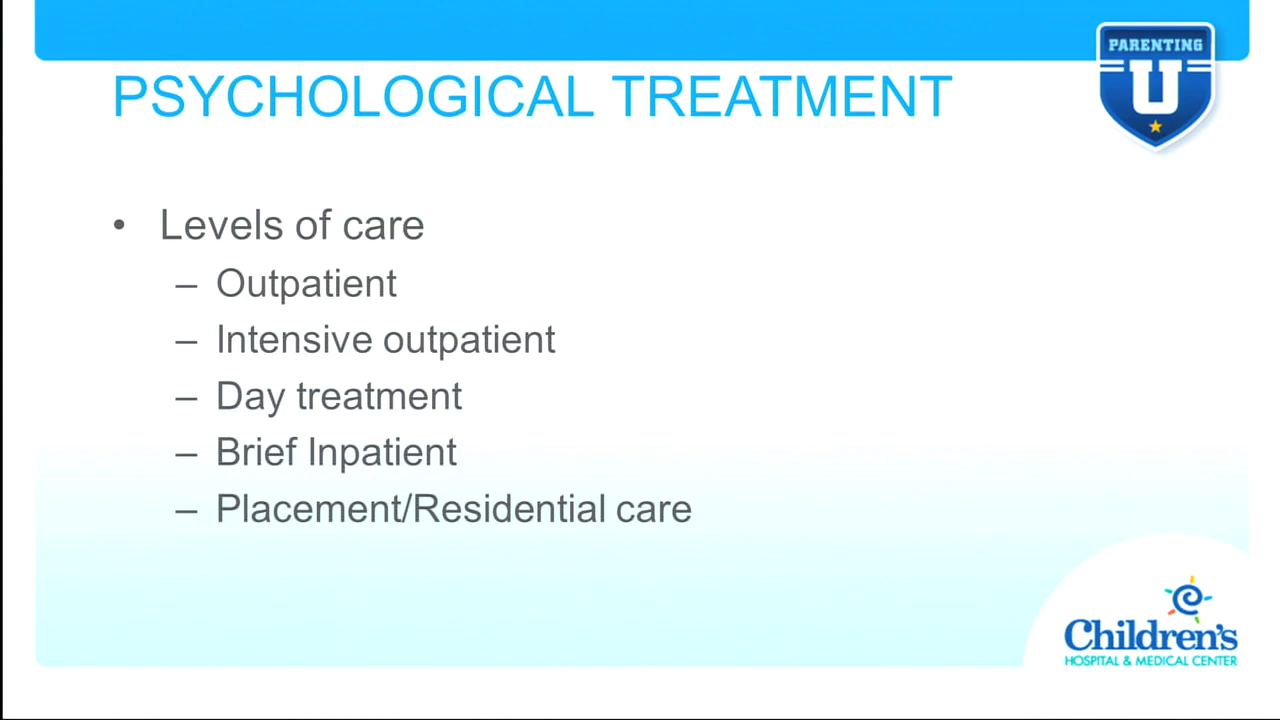 PARENTING
U
PSYCHOLOGICAL TREATMENT
• Levels of care
– Outpatient
– Intensive outpatient
– Day treatment
– Brief Inpatient
– Placement/Residential care
Children's
HOSPITAL & MEDICAL CENTER